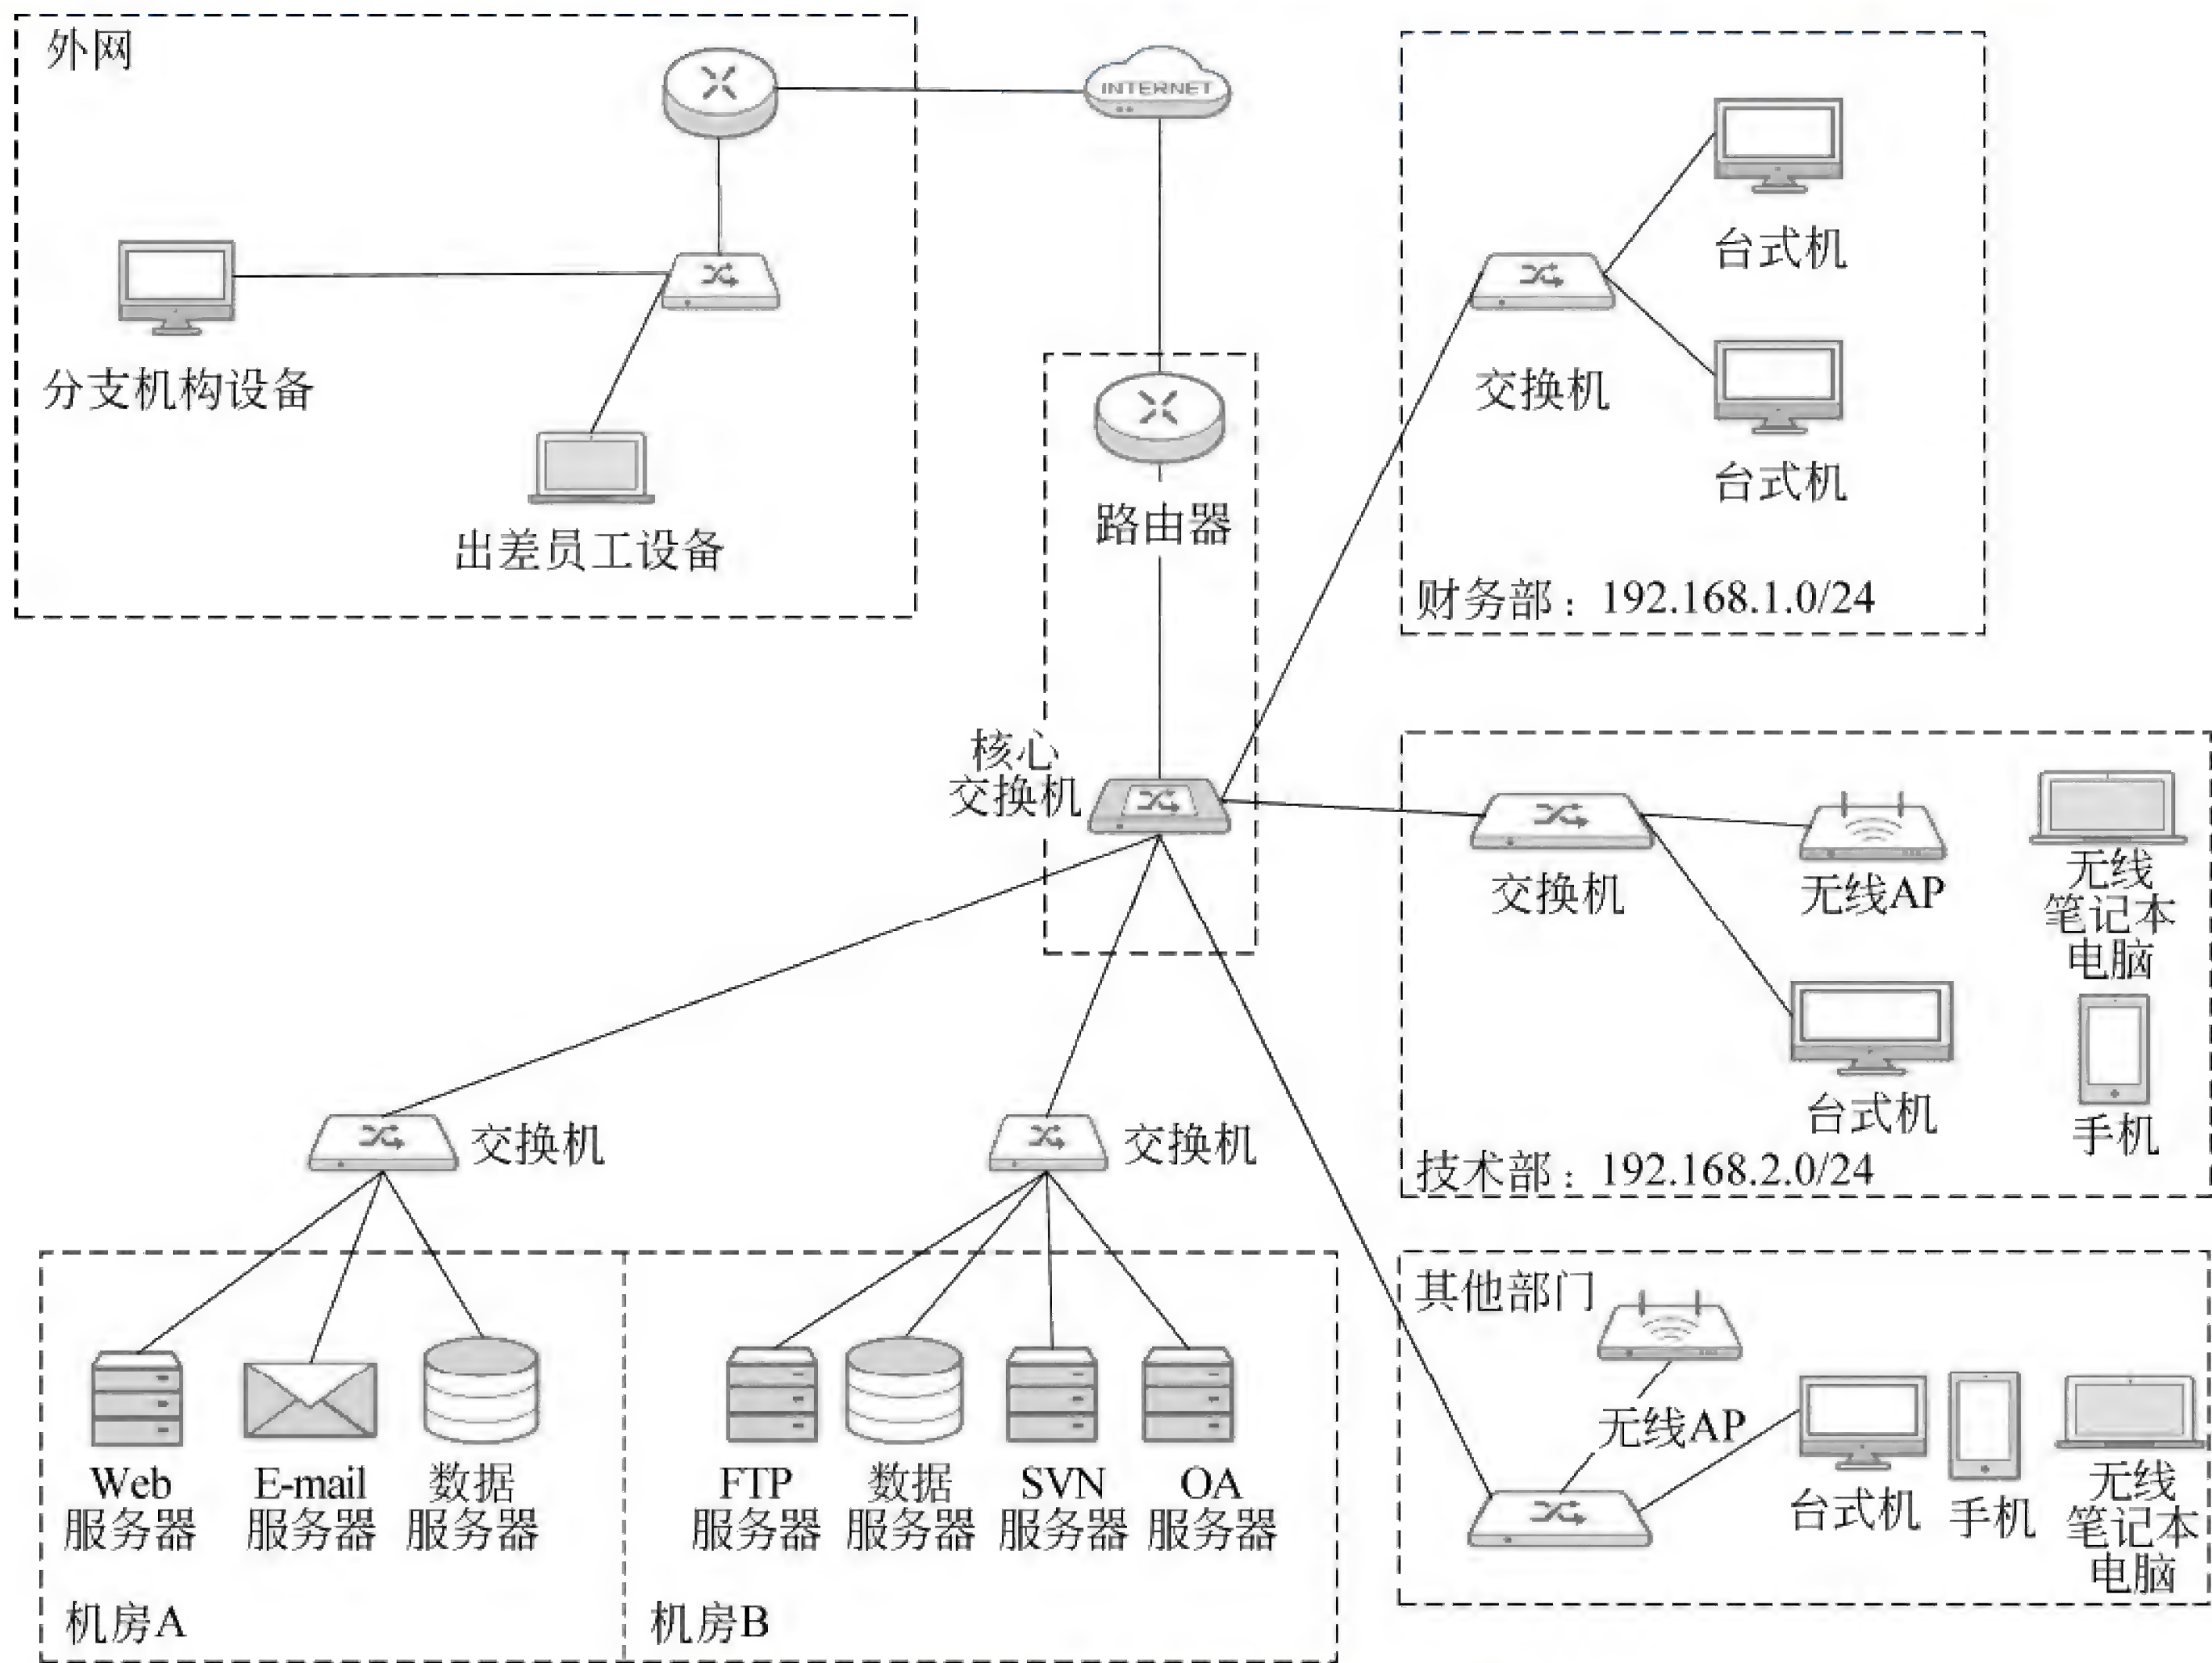 外网
INTERNET
分支机构设备
出差员工设备
路由器
核心
交换机
台式机
交换机
台式机
财务部：192.168.1.0/24
交换机
无线AP
无线
笔记本
电脑
台式机
手机
技术部：192.168.2.0/24
交换机
交换机
Web
服务器
E-mail
服务器
数据
服务器
机房A
FTP
服务器
数据
服务器
SVN
服务器
OA
服务器
机房B
其他部门
无线AP
台式机
手机
无线
笔记本
电脑